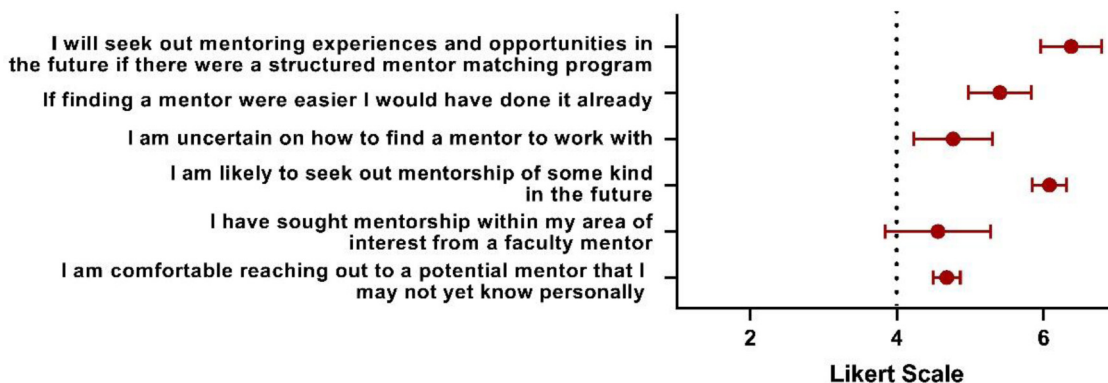 I will seek out mentoring experiences and opportunities in
the future if there were a structured mentor matching program
If finding a mentor were easier I would have done it already
I am uncertain on how to find a mentor to work with
I am likely to seek out mentorship of some kind
in the future
I have sought mentorship within my area of
interest from a faculty mentor
I am comfortable reaching out to a potential mentor that I
may not yet know personally
2 4 6
Likert Scale